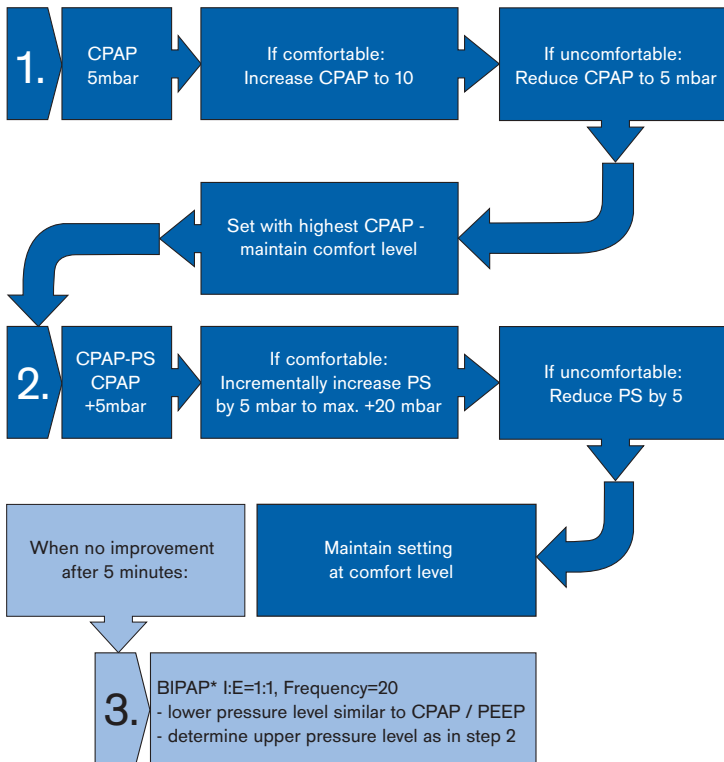 1.
CPAP
5mbar
If comfortable:
Increase CPAP to 10
If uncomfortable:
Reduce CPAP to 5 mbar
Set with highest CPAP -
maintain comfort level
2.
CPAP-PS
CPAP
+5mbar
If comfortable:
Incrementally increase PS
by 5 mbar to max. +20 mbar
If uncomfortable:
Reduce PS by 5
Maintain setting
at comfort level
When no improvement
after 5 minutes:
3.
BIPAP* I:E=1:1, Frequency=20
- lower pressure level similar to CPAP / PEEP
- determine upper pressure level as in step 2